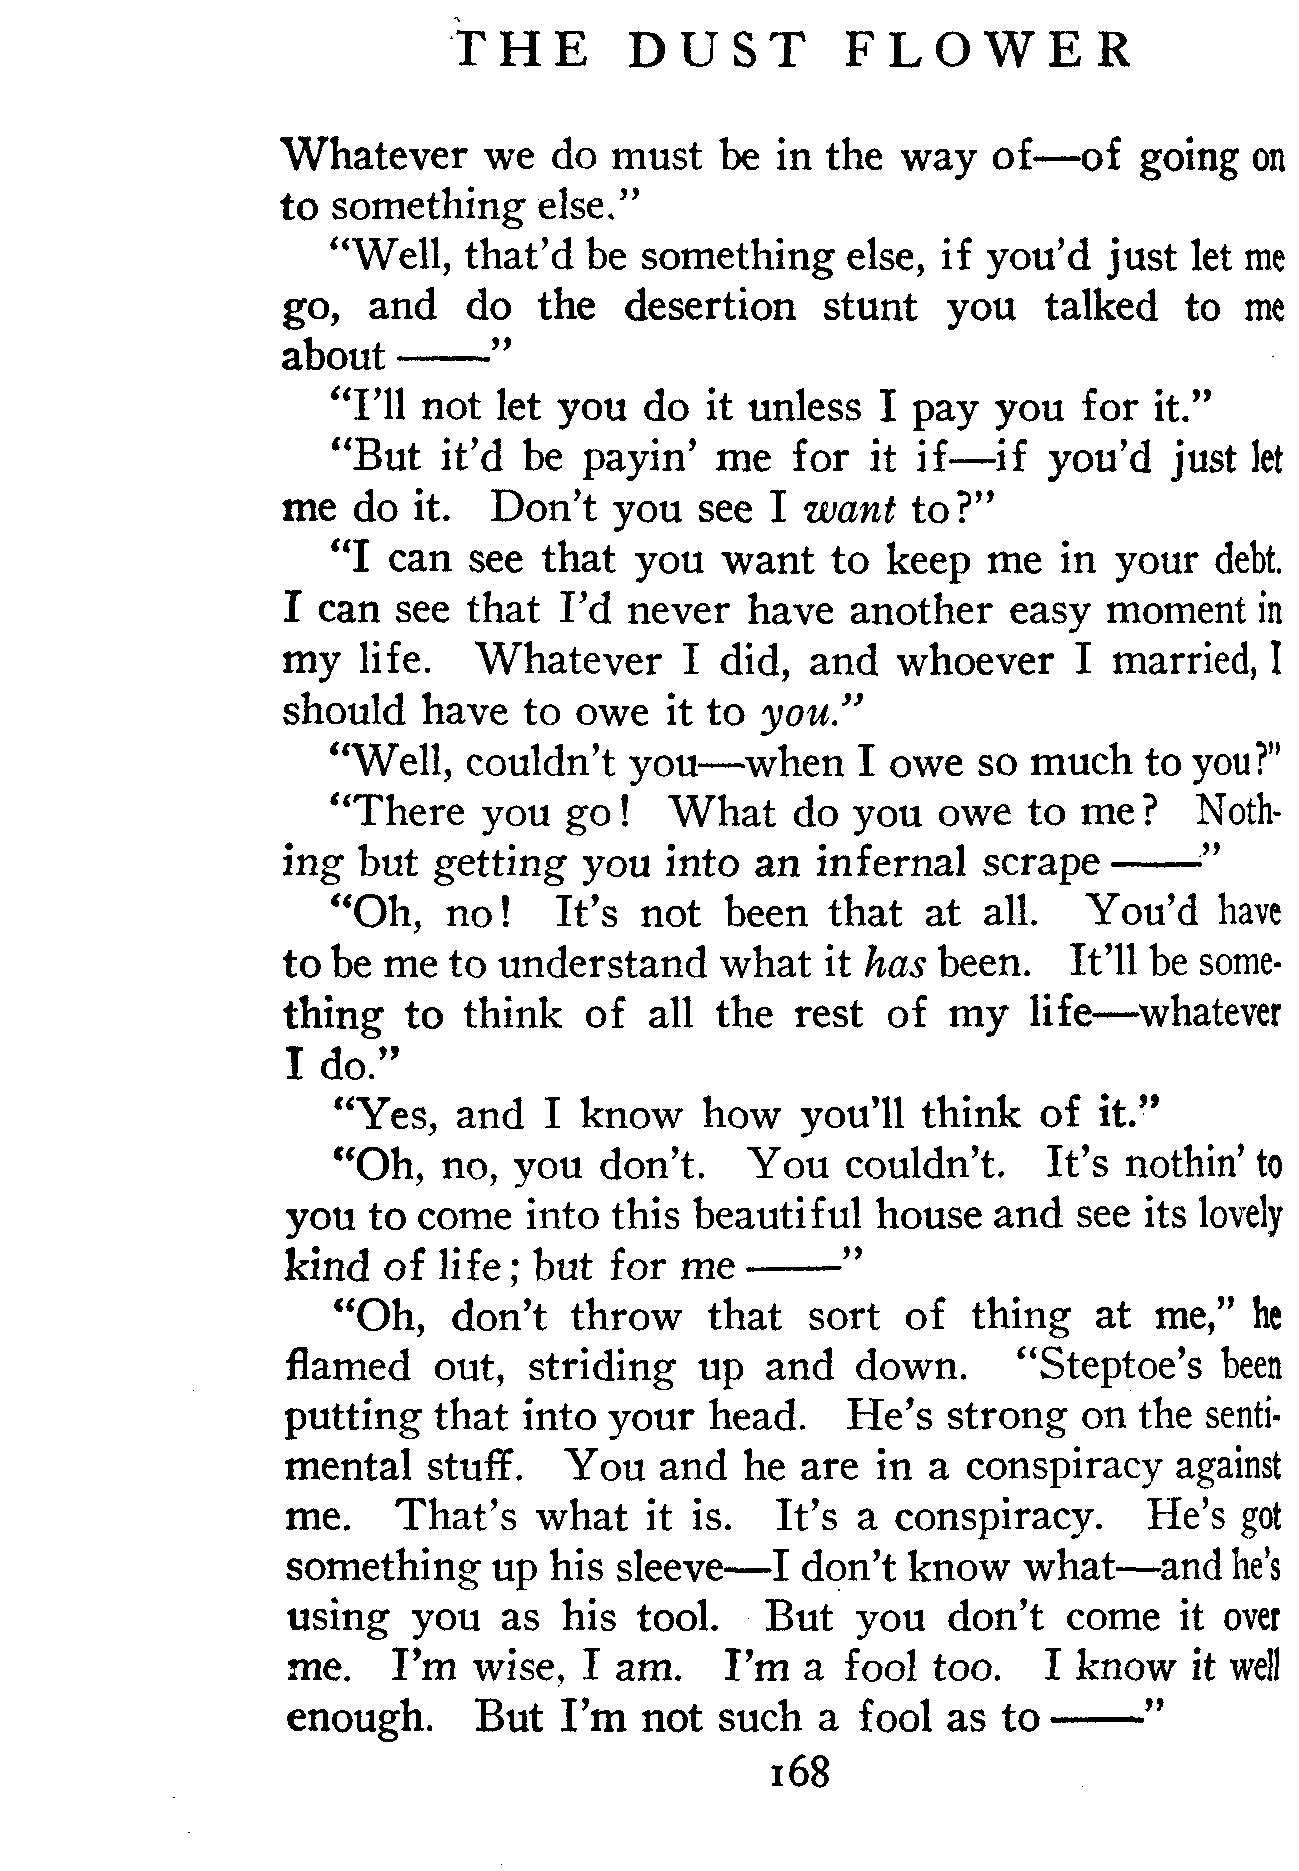 THE DUST FLOWER
Whatever we do must be in the way of—of going on
to something else.”
“Well, that’d be something else, if you’d just let me
go, and do the desertion stunt you talked to me
about ——”
“I’ll not let you do it unless I pay you for it.”
“But it’d be payin’ me for it if—if you’d just let
me do it. Don’t you see I want to?”
“I can see that you want to keep me in your debt.
I can see that I’d never have another easy moment in
my life. Whatever I did, and whoever I married, I
should have to owe it to you.”
“Well, couldn’t you—when I owe so much to you?”
“There you go! What do you owe to me? Noth-
ing but getting you into an infernal scrape ——”
“Oh, no! It’s not been that at all. You’d have
to be me to understand what it has been. It’ll be some-
thing to think of all the rest of my life—whatever
I do.”
“Yes, and I know how you’ll think of it.”
“Oh, no, you don’t. You couldn’t. It’s nothin’ to
you to come into this beautiful house and see its lovely
kind of life; but for me ——”
“Oh, don’t throw that sort of thing at me,” he
flamed out, striding up and down. “Steptoe’s been
putting that into your head. He’s strong on the senti-
mental stuff. You and he are in a conspiracy against
me. That’s what it is. It’s a conspiracy. He’s got
something up his sleeve—I don’t know what—and he’s
using you as his tool. But you don’t come it over
me. I’m wise, I am. I’m a fool too. I know it well
enough. But I’m not such a fool as to ——”
168